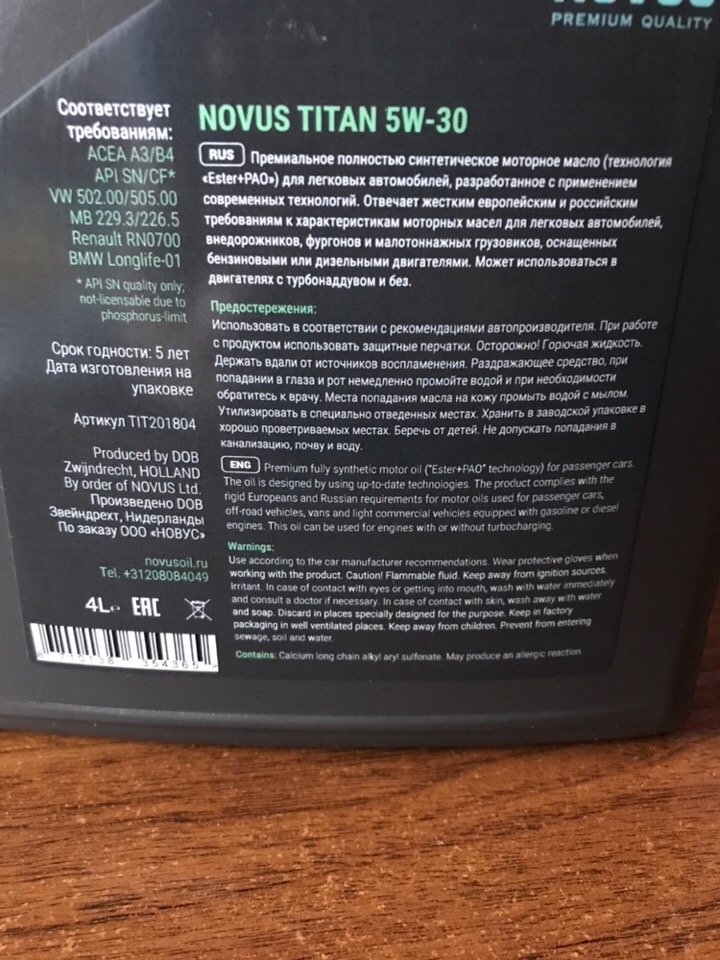 PREMIUM QUALITY
Соответствует
требованиям:
ACEA A3/B4
API SN/CF*
VW 502.00/505.00
MB 229.3/226.5
Renault RN0700
BMW Longlife-01
* API SN quality only;
not-licensable due to
phosphorus-limit
Срок годности: 5 лет
Дата изготовления на
упаковке
Артикул TIT201804
Produced by DOB
Zwijndrecht, HOLLAND
By order of NOVUS Ltd.
Произведено DOB
Звейндрехт, Нидерланды
По заказу ООО «НОВУС»
novusoil.ru
Tel. +31208084049
4L℮ EAC
NOVUS TITAN 5W-30
RUS Премиальное полностью синтетическое моторное масло (технология
«Ester+PAO») для легковых автомобилей, разработанное с применением
современных технологий. Отвечает жестким европейским и российским
требованиям к характеристикам моторных масел для легковых автомобилей,
внедорожников, фургонов и малотоннажных грузовиков, оснащенных
бензиновыми или дизельными двигателями. Может использоваться в
двигателях с турбонаддувом и без.
Предостережения:
Использовать в соответствии с рекомендациями автопроизводителя. При работе
с продуктом использовать защитные перчатки. Осторожно! Горючая жидкость.
Держать вдали от источников воспламенения. Раздражающее средство, при
попадании в глаза и рот немедленно промойте водой и при необходимости
обратитесь к врачу. Места попадания масла на кожу промыть водой с мылом.
Утилизировать в специально отведенных местах. Хранить в заводской упаковке в
хорошо проветриваемых местах. Беречь от детей. Не допускать попадания в
канализацию, почву и воду.
ENG Premium fully synthetic motor oil ("Ester+PAO" technology) for passenger cars.
The oil is designed by using up-to-date technologies. The product complies with the
rigid Europeans and Russian requirements for motor oils used for passenger cars,
off-road vehicles, vans and light commercial vehicles equipped with gasoline or diesel
engines. This oil can be used for engines with or without turbocharging.
Warnings:
Use according to the car manufacturer recommendations. Wear protective gloves when
working with the product. Caution! Flammable fluid. Keep away from ignition sources.
Irritant. In case of contact with eyes or getting into mouth, wash with water immediately
and consult a doctor if necessary. In case of contact with skin, wash away with water
and soap. Discard in places specially designed for the purpose. Keep in factory
packaging in well ventilated places. Keep away from children. Prevent from entering
sewage, soil and water.
Contains: Calcium long chain alkyl aryl sulfonate. May produce an allergic reaction.